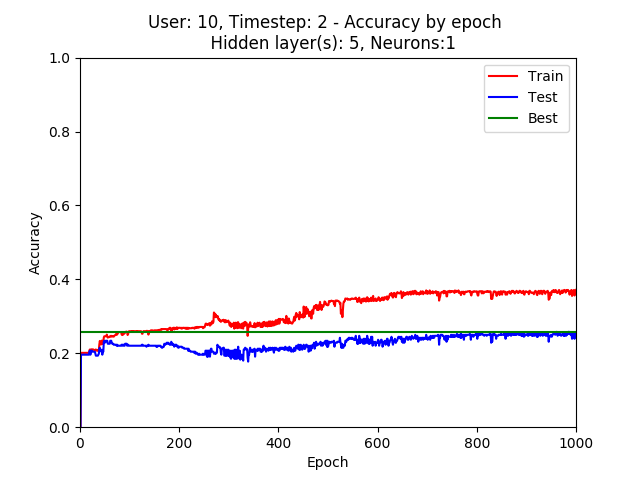 User: 10, Timestep: 2 - Accuracy by epoch
Hidden layer(s): 5, Neurons:1
1.0
0.8
0.6
0.4
0.2
0.0
Accuracy
Train
Test
Best
0 200 400 600 800 1000
Epoch